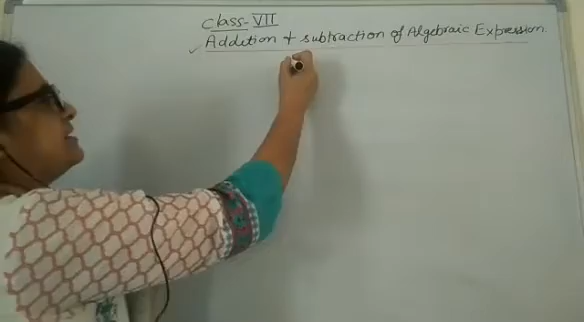 Class-VII
Addition + subtraction of Algebraic Expression.